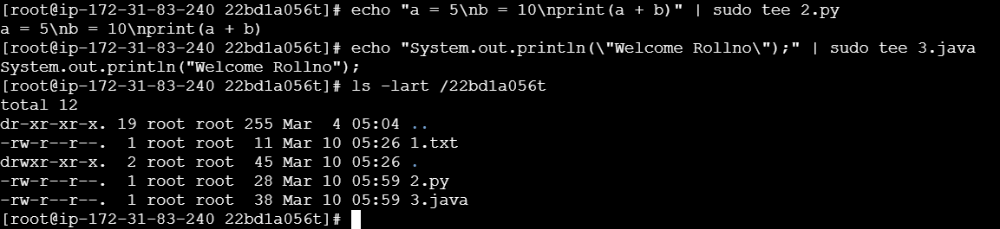 [root@ip-172-31-83-240 22bd1a056t]# echo "a = 5\nb = 10\nprint(a + b)" | sudo tee 2.py
a = 5\nb = 10\nprint(a + b)
[root@ip-172-31-83-240 22bd1a056t]# echo "System.out.println(\"Welcome Rollno\");" | sudo tee 3.java
System.out.println("Welcome Rollno");
[root@ip-172-31-83-240 22bd1a056t]# ls -lart /22bd1a056t
total 12
dr-xr-xr-x. 19 root root 255 Mar  4 05:04 ..
-rw-r--r--.  1 root root  11 Mar 10 05:26 1.txt
drwxr-xr-x.  2 root root  45 Mar 10 05:26 .
-rw-r--r--.  1 root root  28 Mar 10 05:59 2.py
-rw-r--r--.  1 root root  38 Mar 10 05:59 3.java
[root@ip-172-31-83-240 22bd1a056t]#